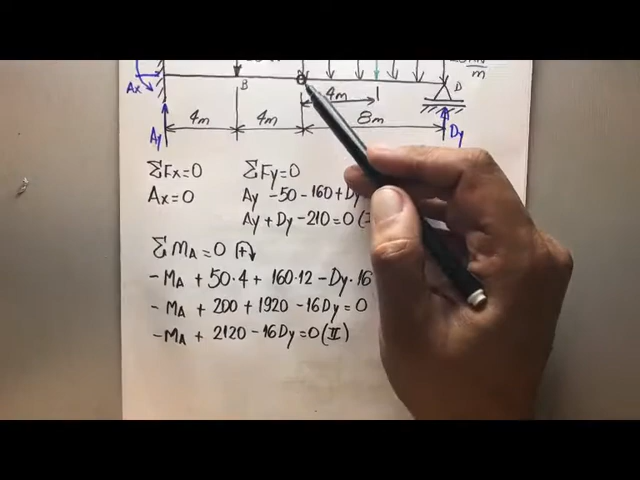 Ax
B
D
m
4m
4m
4m
8m
Ay
Dy
ΣFx=0 ΣFy=0
Ax=0 Ay -50-160+Dy
Ay+Dy-210=0
ΣMA=0
-MA + 50·4 + 160·12 - Dy·16
-MA + 200 + 1920 - 16Dy=0
-MA + 2120 - 16Dy=0 (II)